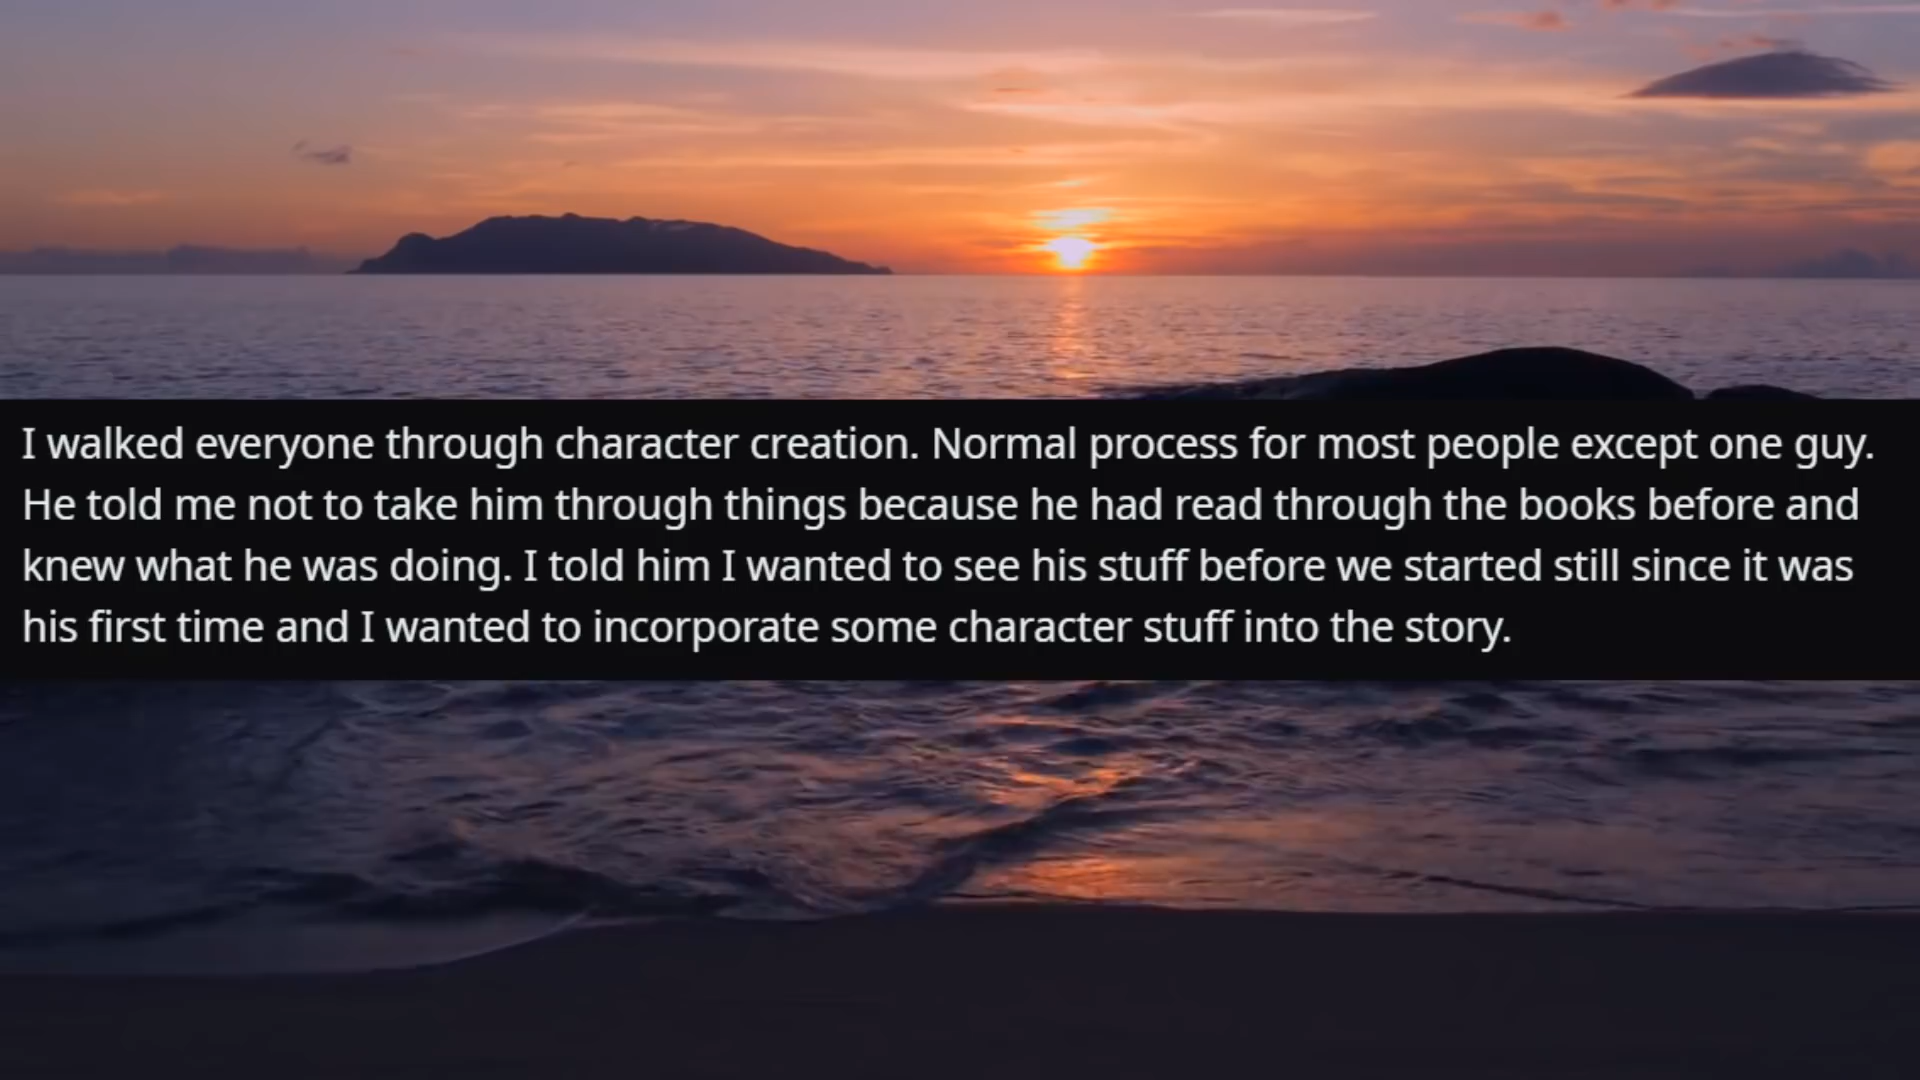 I walked everyone through character creation. Normal process for most people except one guy.
He told me not to take him through things because he had read through the books before and
knew what he was doing. I told him I wanted to see his stuff before we started still since it was
his first time and I wanted to incorporate some character stuff into the story.